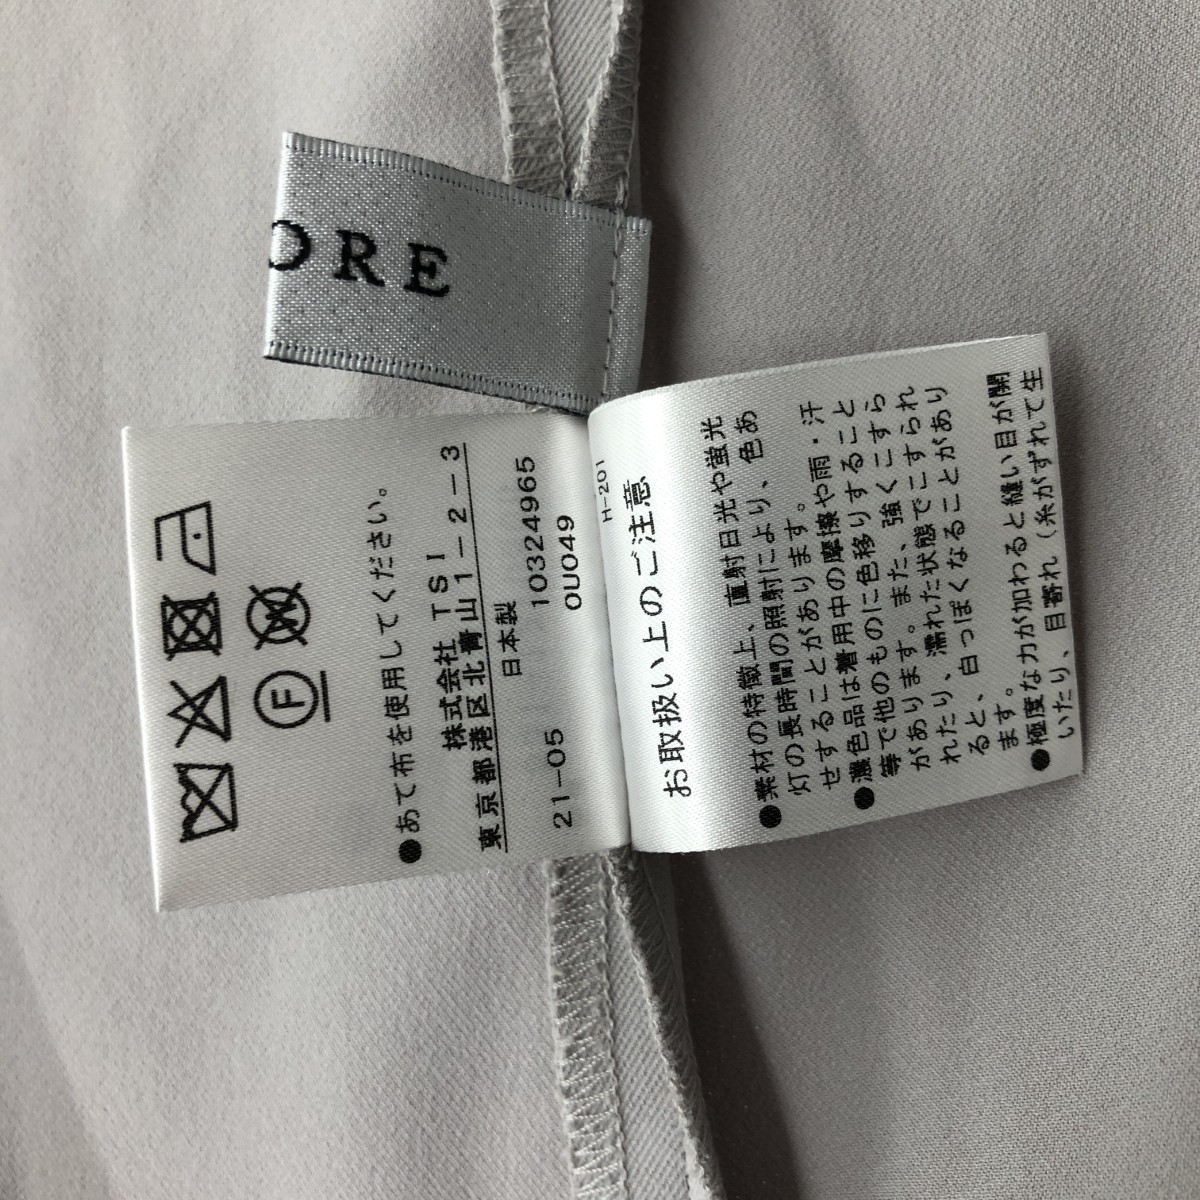 ORE
●あて布を使用してください。
株式会社 TSI
東京都港区北青山1-2-3
日本製
21-05 10324965
0U049
H-201
お取扱い上のご注意
●素材の特徴上、直射日光や蛍光
灯の長時間の照射により、色あ
せすることがあります。
●濃色品は着用中の摩擦や雨・汗
等で他のものに色移りすること
があります。また、強くこすら
れたり、濡れた状態でこすられ
ると、白っぽくなることがあり
ます。
●極度な力が加わると縫い目が開
いたり、目寄れ（糸がずれて生